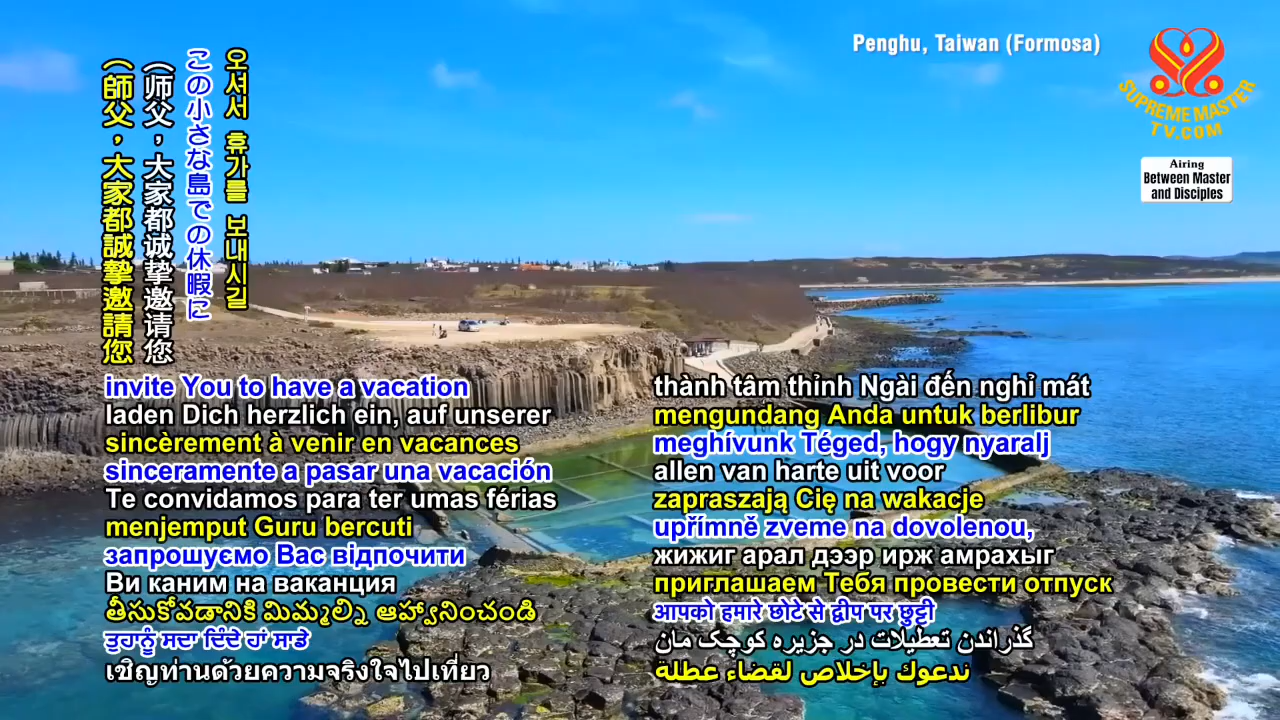 Penghu, Taiwan (Formosa)
SUPREME MASTER
TV.COM
Airing
Between Master
and Disciples
오셔서 휴가를 보내시길
この小さな島での休暇に
（师父，大家都诚挚邀请您
（師父，大家都誠摯邀請您
invite You to have a vacation
laden Dich herzlich ein, auf unserer
sincèrement à venir en vacances
sinceramente a pasar una vacación
Te convidamos para ter umas férias
menjemput Guru bercuti
запрошуємо Вас відпочити
Ви каним на ваканция
తీసుకోవడానికి మిమ్మల్ని ఆహ్వానించండి
ਤੁਹਾਨੂੰ ਸਦਾ ਦਿੰਦੇ ਹਾਂ ਸਾਡੇ
เชิญท่านด้วยความจริงใจไปเที่ยว
thành tâm thỉnh Ngài đến nghỉ mát
mengundang Anda untuk berlibur
meghívunk Téged, hogy nyaralj
allen van harte uit voor
zapraszają Cię na wakacje
upřímně zveme na dovolenou,
жижиг арал дээр ирж амрахыг
приглашаем Тебя провести отпуск
आपको हमारे छोटे से द्वीप पर छुट्टी
گذراندن تعطیلات در جزیره کوچک مان
ندعوك بإخلاص لقضاء عطلة